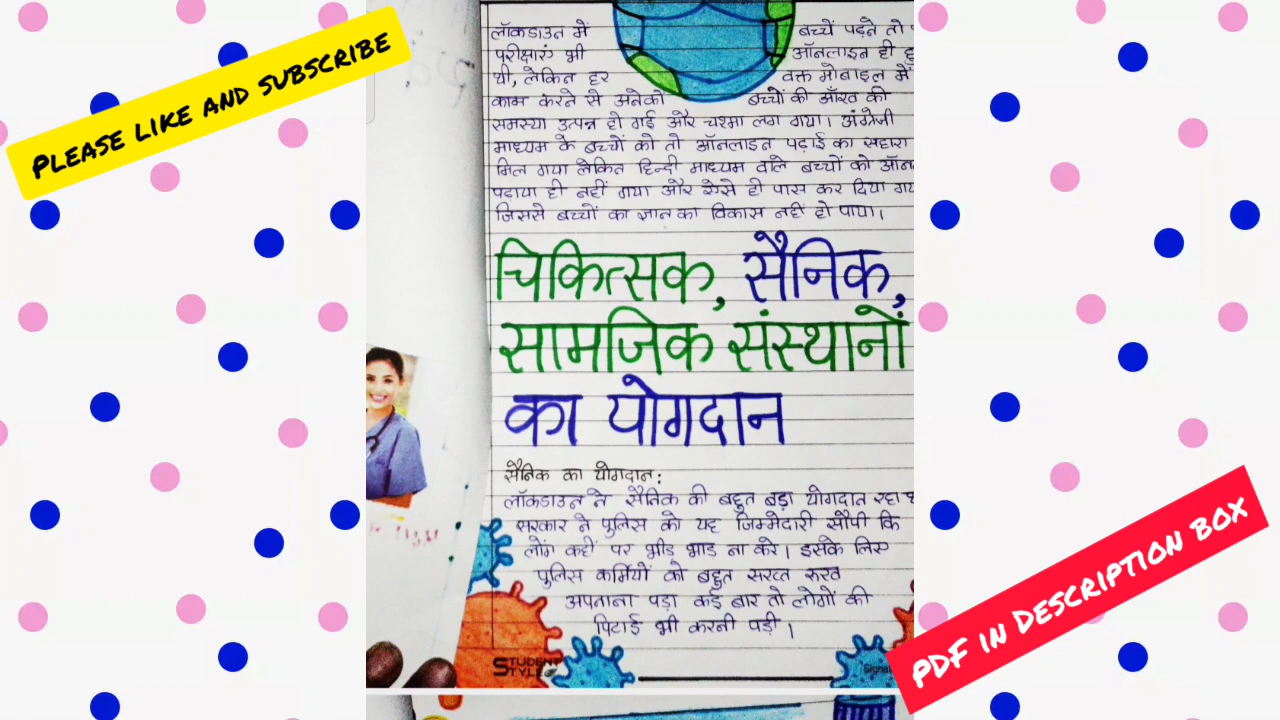 PLEASE LIKE AND SUBSCRIBE
लॉकडाउन में बच्चें पढ़ते तो
परीक्षाएं भी ऑनलाइन ही
थी, लेकिन हर वक्त मोबाइल में
काम करने से अनेको बच्चों की आँख की
समस्या उत्पन्न हो गई और चश्मा लग गया। अंग्रेजी
माध्यम के बच्चों को तो ऑनलाइन पढ़ाई का सहारा
मिल गया लेकिन हिन्दी माध्यम वाले बच्चों को
पढाया ही नहीं गया और ऐसे ही पास कर दिया
जिससे बच्चों का ज्ञान का विकास नहीं हो पाया।
चिकित्सक, सैनिक,
सामजिक संस्थानों
का योगदान
सैनिक का योगदान:
लॉकडाउन ने सैनिक की बहुत बड़ा योगदान रहा
सरकार ने पुलिस को यह जिम्मेदारी सौपी कि
लोग कहीं पर भीड़ भाड़ ना करे। इसके लिए
पुलिस कर्मियों को बहुत सख्त रुख
अपनाना पड़ा कई बार तो लोगों की
पिटाई भी करनी पड़ी।
STUDENT
STYLE
PDF IN DESCRIPTION BOX